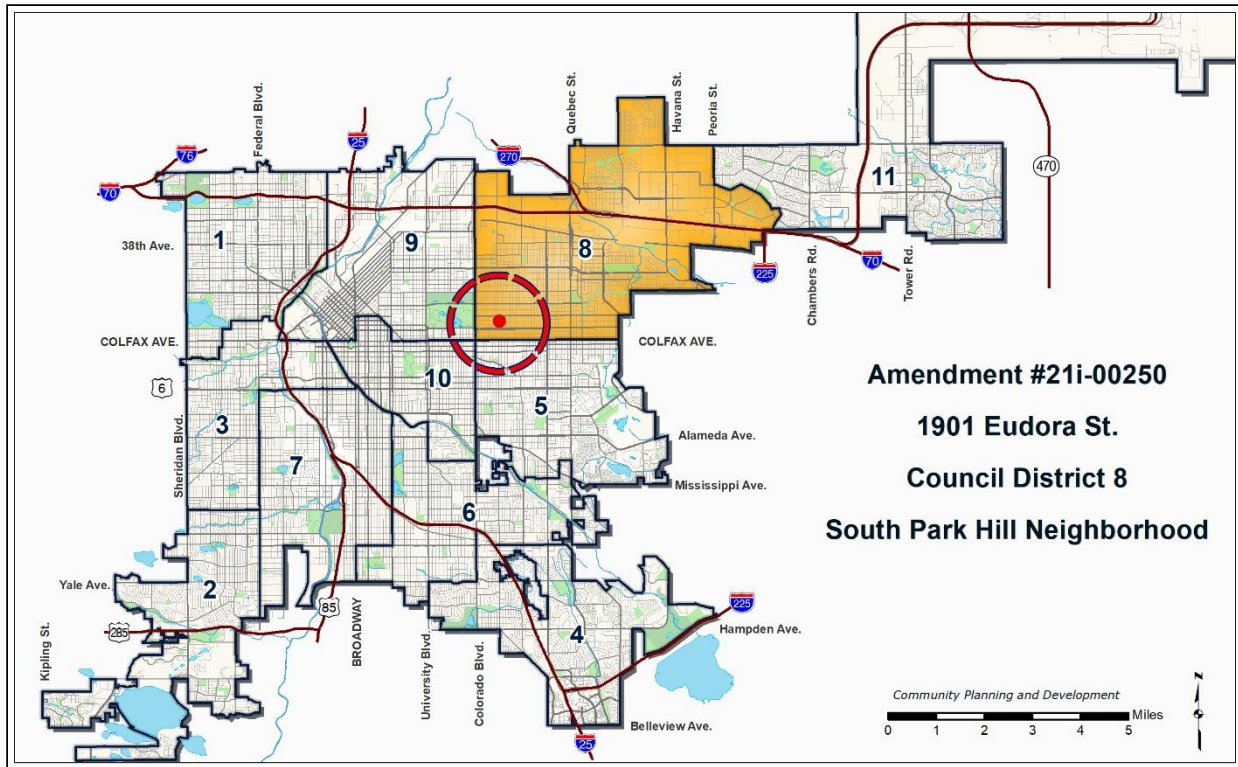 Federal Blvd.
Quebec St.
Havana St.
Peoria St.
25
76
270
70
470
11
1
9
38th Ave.
8
225
70
Chambers Rd.
Tower Rd.
COLFAX AVE.
COLFAX AVE.
6
10
5
Amendment #21i-00250
1901 Eudora St.
Council District 8
South Park Hill Neighborhood
Sheridan Blvd.
3
7
Alameda Ave.
Mississippi Ave.
6
Yale Ave.
2
85
BROADWAY
285
Kipling St.
University Blvd.
Colorado Blvd.
4
225
Hampden Ave.
Belleview Ave.
25
Community Planning and Development
Miles
0 1 2 3 4 5
N